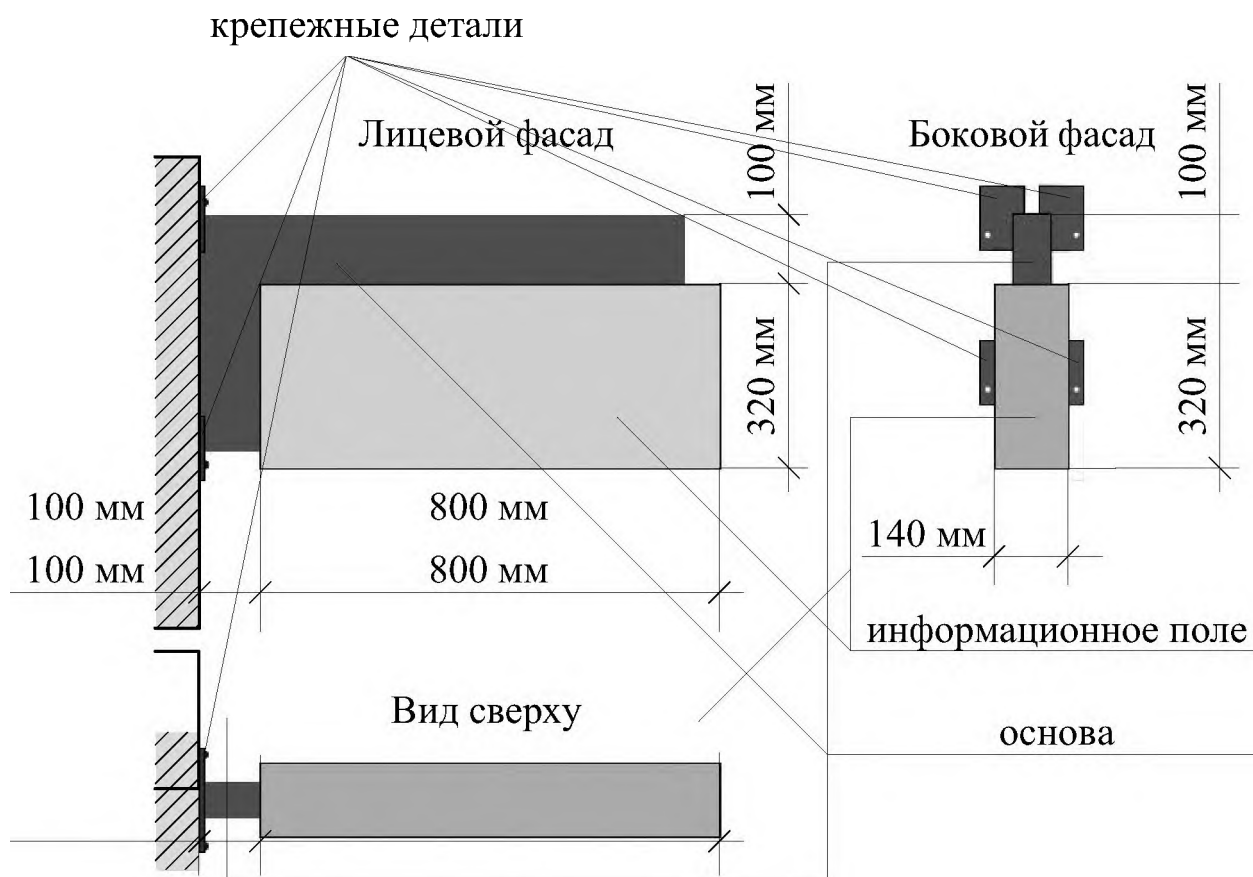 крепежные детали
Лицевой фасад
100 мм
Боковой фасад
100 мм
320 мм
320 мм
100 мм
800 мм
140 мм
100 мм
800 мм
информационное поле
Вид сверху
основа